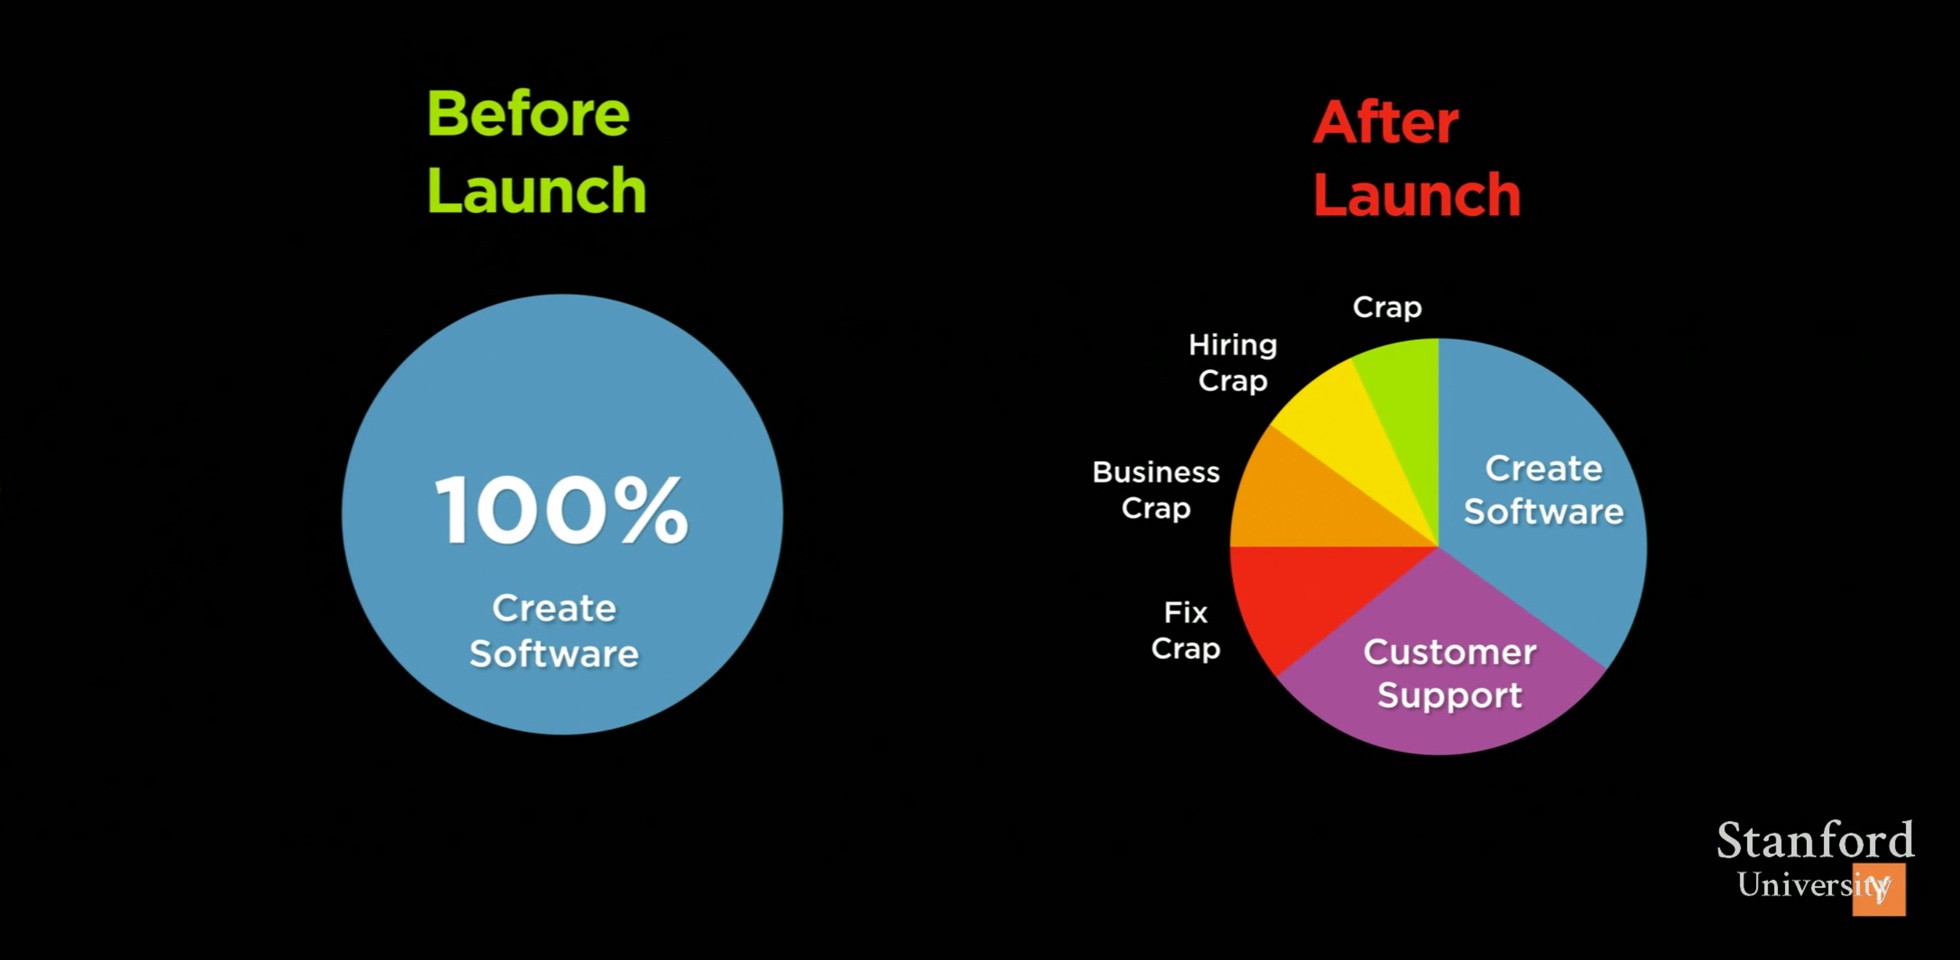 Before
Launch
100%
Create
Software
After
Launch
Crap
Hiring
Crap
Business
Crap
Fix
Crap
Create
Software
Customer
Support
Stanford
University
Y